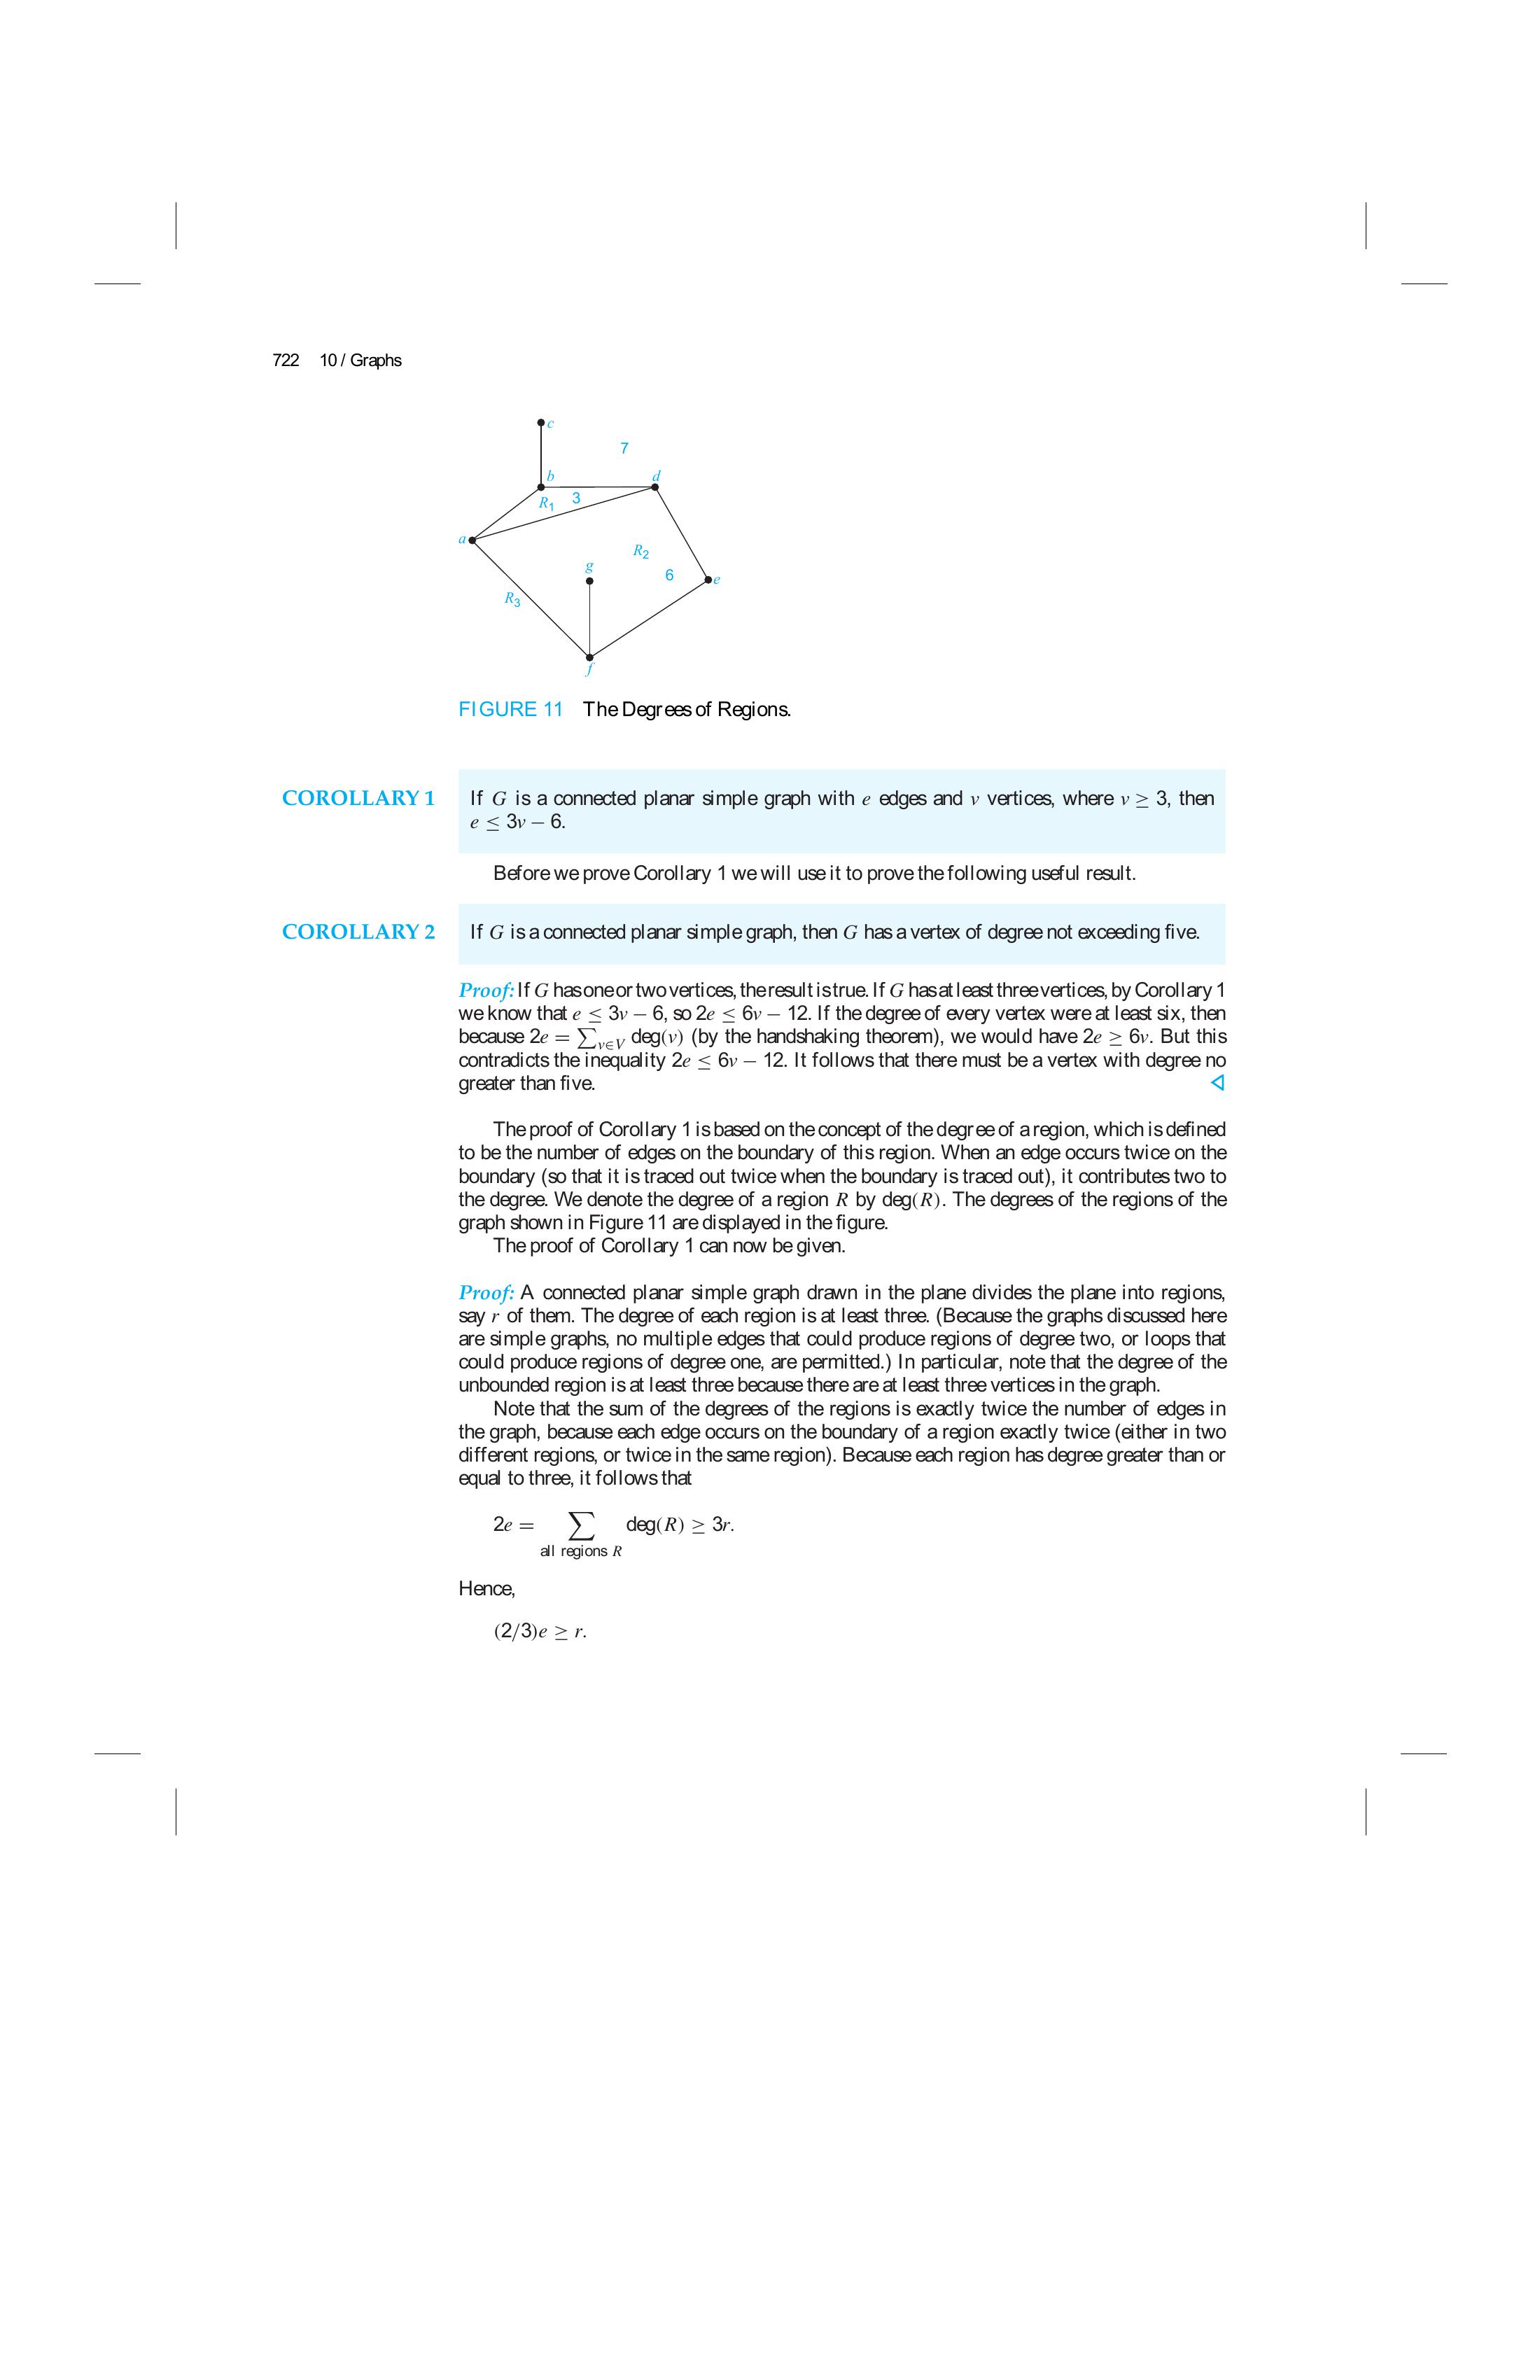 722 10 / Graphs
c
7
b
d
R1 3
a
R2
g
6
e
R3
f
FIGURE 11 The Degrees of Regions.
COROLLARY 1 If G is a connected planar simple graph with e edges and v vertices, where v ≥ 3, then
e ≤ 3v − 6.
Before we prove Corollary 1 we will use it to prove the following useful result.
COROLLARY 2 If G is a connected planar simple graph, then G has a vertex of degree not exceeding five.
Proof: If G has one or two vertices, the result is true. If G has at least three vertices, by Corollary 1
we know that e ≤ 3v − 6, so 2e ≤ 6v − 12. If the degree of every vertex were at least six, then
because 2e = ∑v∈V deg(v) (by the handshaking theorem), we would have 2e ≥ 6v. But this
contradicts the inequality 2e ≤ 6v − 12. It follows that there must be a vertex with degree no
greater than five. ◁
The proof of Corollary 1 is based on the concept of the degree of a region, which is defined
to be the number of edges on the boundary of this region. When an edge occurs twice on the
boundary (so that it is traced out twice when the boundary is traced out), it contributes two to
the degree. We denote the degree of a region R by deg(R). The degrees of the regions of the
graph shown in Figure 11 are displayed in the figure.
The proof of Corollary 1 can now be given.
Proof: A connected planar simple graph drawn in the plane divides the plane into regions,
say r of them. The degree of each region is at least three. (Because the graphs discussed here
are simple graphs, no multiple edges that could produce regions of degree two, or loops that
could produce regions of degree one, are permitted.) In particular, note that the degree of the
unbounded region is at least three because there are at least three vertices in the graph.
Note that the sum of the degrees of the regions is exactly twice the number of edges in
the graph, because each edge occurs on the boundary of a region exactly twice (either in two
different regions, or twice in the same region). Because each region has degree greater than or
equal to three, it follows that
2e = ∑ deg(R) ≥ 3r.
all regions R
Hence,
(2/3)e ≥ r.